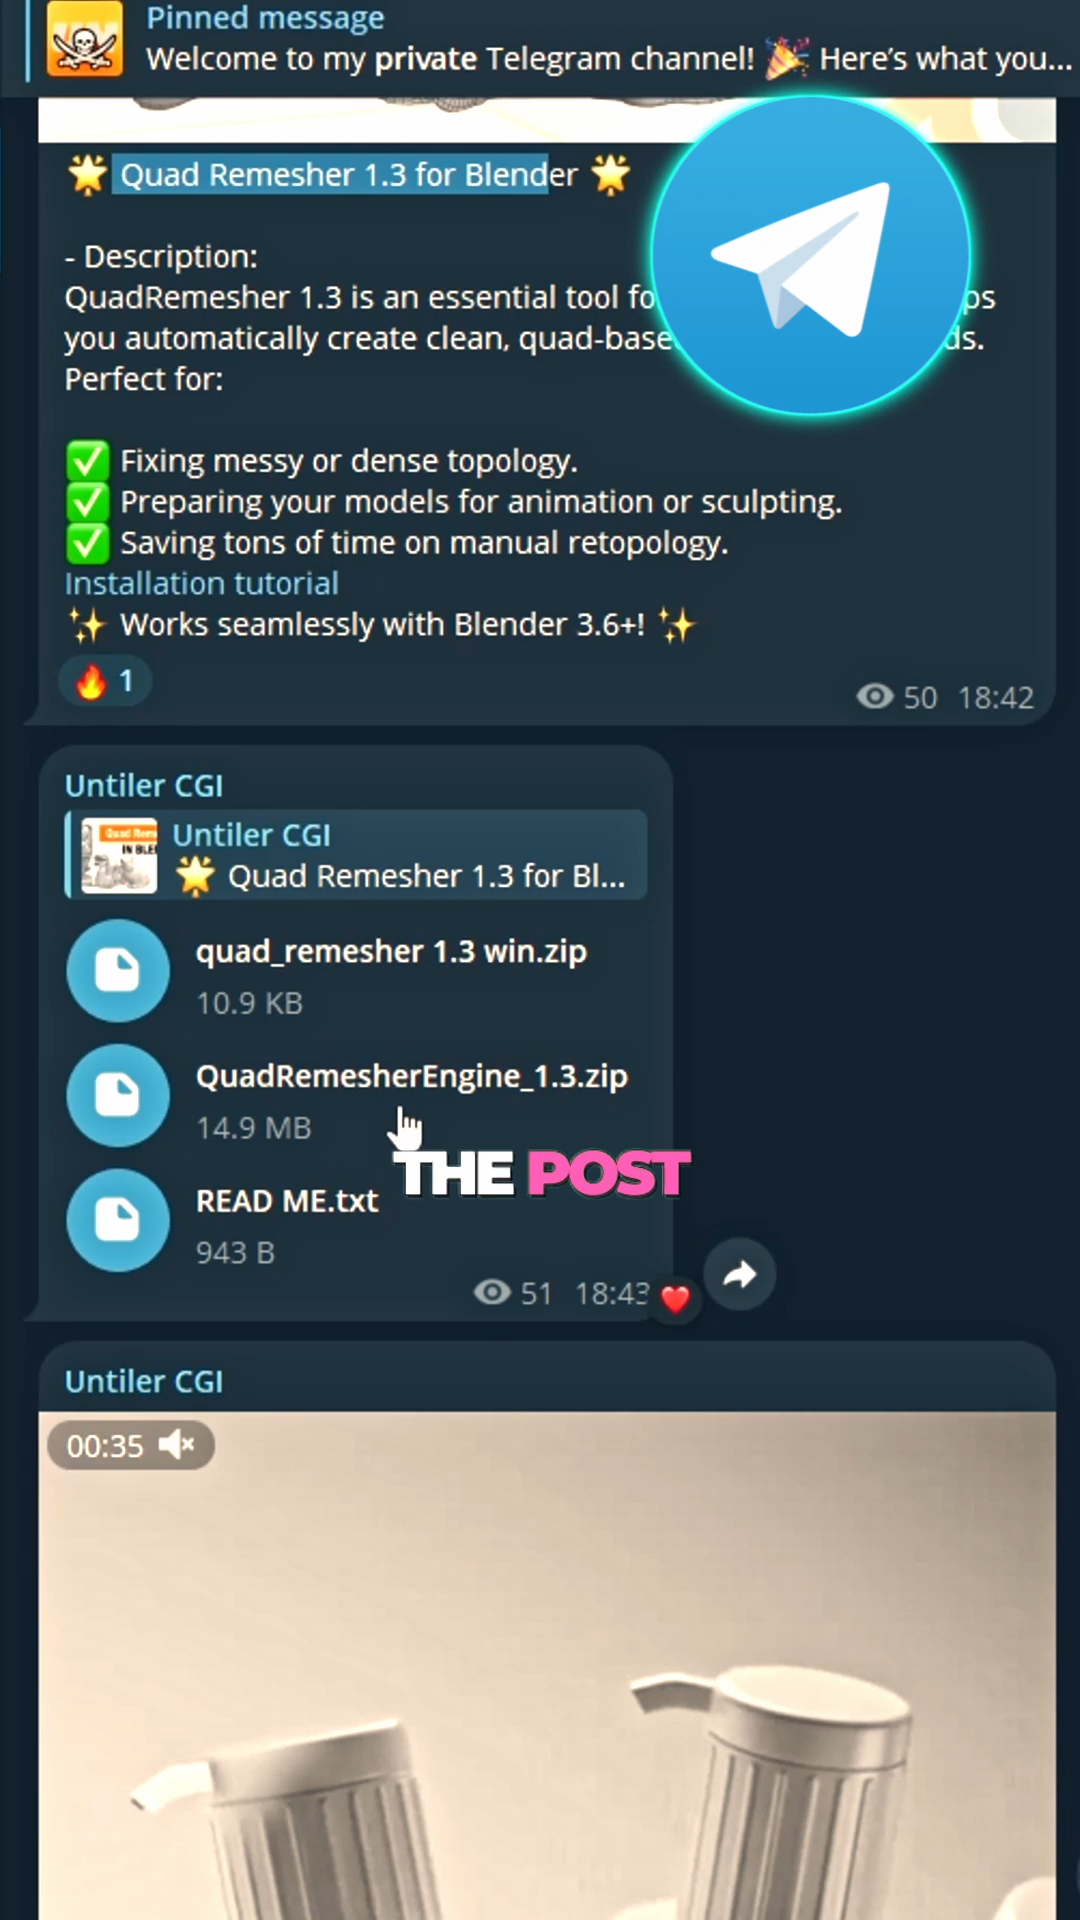 Pinned message
Welcome to my private Telegram channel! 🎉 Here's what you...
🌟 Quad Remesher 1.3 for Blender 🌟
- Description:
QuadRemesher 1.3 is an essential tool
you automatically create clean,
Perfect for:
✅ Fixing messy or dense topology.
✅ Preparing your models for animation or sculpting.
✅ Saving tons of time on manual retopology.
Installation tutorial
✨ Works seamlessly with Blender 3.6+! ✨
🔥 1
50 18:42
Untiler CGI
Untiler CGI
🌟 Quad Remesher 1.3 for Bl...
quad_remesher 1.3 win.zip
10.9 KB
QuadRemesherEngine_1.3.zip
14.9 MB
THE POST
READ ME.txt
943 B
51 18:43 ❤️
Untiler CGI
00:35